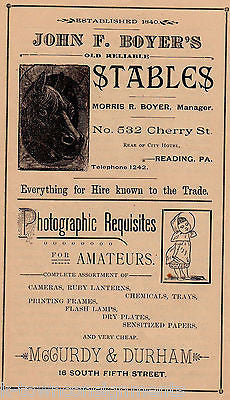 ESTABLISHED 1840.
JOHN F. BOYER'S
OLD RELIABLE
STABLES
MORRIS R. BOYER, Manager.
No. 532 Cherry St.
REAR OF CITY HOTEL,
READING, PA.
Telephone 1242.
Everything for Hire known to the Trade.
Photographic Requisites
FOR
AMATEURS.
COMPLETE ASSORTMENT OF
CAMERAS, RUBY LANTERNS,
CHEMICALS, TRAYS,
PRINTING FRAMES,
FLASH LAMPS,
DRY PLATES,
SENSITIZED PAPERS,
AND VERY CHEAP.
McCURDY & DURHAM
16 SOUTH FIFTH STREET.